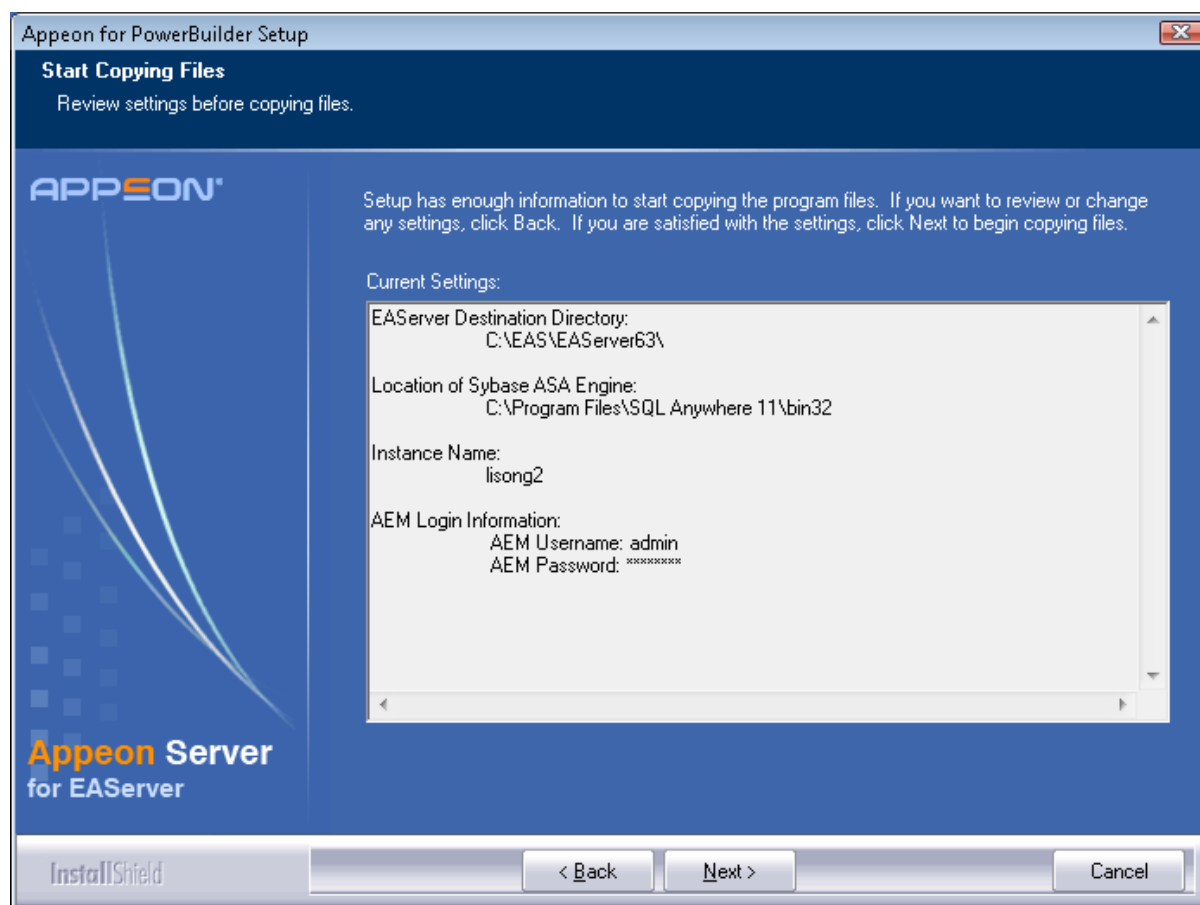 Appeon for PowerBuilder Setup
Start Copying Files
Review settings before copying files.
APPEON®
Setup has enough information to start copying the program files. If you want to review or change
any settings, click Back. If you are satisfied with the settings, click Next to begin copying files.
Current Settings:
EAServer Destination Directory:
C:\EAS\EAServer63\
Location of Sybase ASA Engine:
C:\Program Files\SQL Anywhere 11\bin32
Instance Name:
lisong2
AEM Login Information:
AEM Username: admin
AEM Password: ********
Appeon Server
for EAServer
InstallShield
< Back
Next >
Cancel